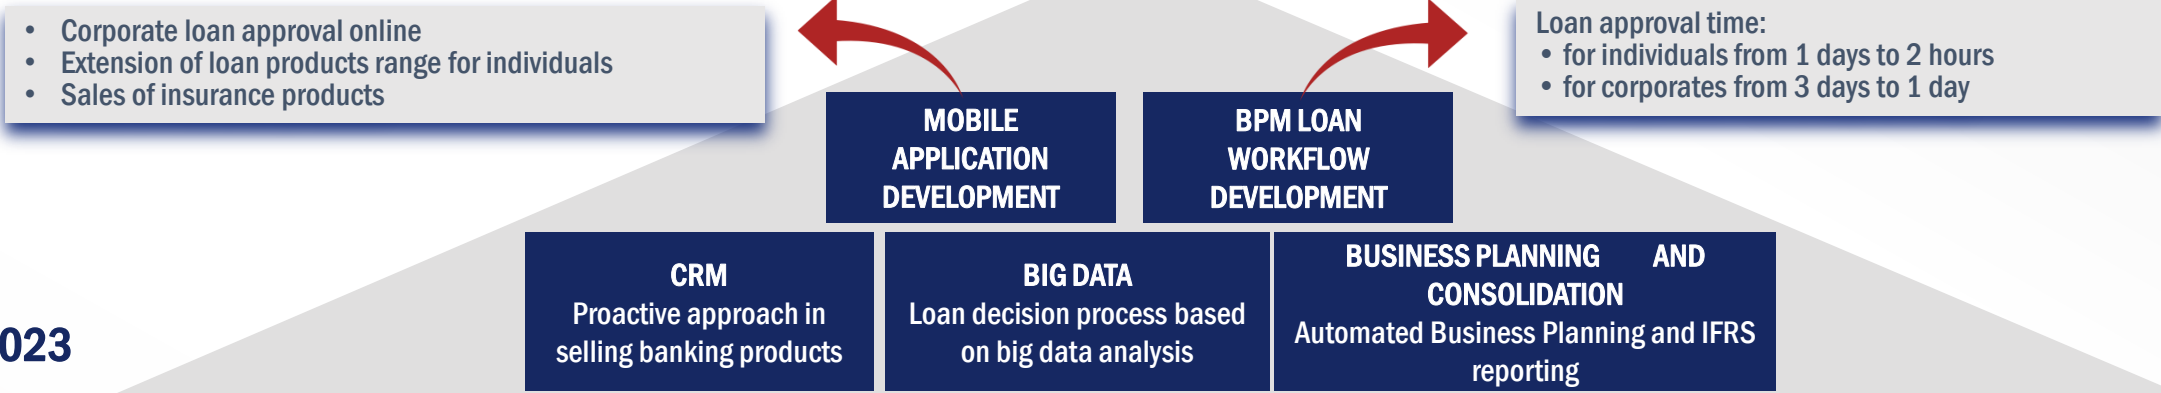 • Corporate loan approval online
• Extension of loan products range for individuals
• Sales of insurance products
Loan approval time:
• for individuals from 1 days to 2 hours
• for corporates from 3 days to 1 day
MOBILE
APPLICATION
DEVELOPMENT
BPM LOAN
WORKFLOW
DEVELOPMENT
CRM
Proactive approach in
selling banking products
BIG DATA
Loan decision process based
on big data analysis
BUSINESS PLANNING AND
CONSOLIDATION
Automated Business Planning and IFRS
reporting
023